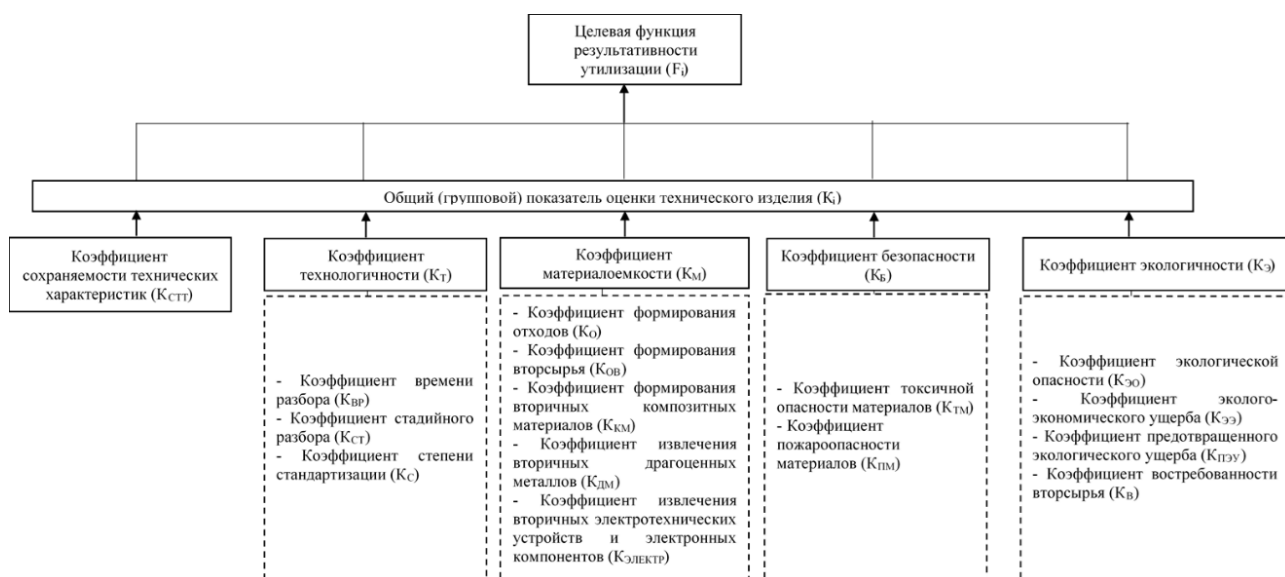 Целевая функция
результативности
утилизации (Fi)
Общий (групповой) показатель оценки технического изделия (Ki)
Коэффициент
сохраняемости технических
характеристик (КСТТ)
Коэффициент
технологичности (КТ)
Коэффициент
материалоемкости (КМ)
Коэффициент безопасности
(КБ)
Коэффициент экологичности (КЭ)
- Коэффициент времени
разбора (КВР)
- Коэффициент стадийного
разбора (КСТ)
- Коэффициент степени
стандартизации (КС)
- Коэффициент формирования
отходов (КО)
- Коэффициент формирования
вторсырья (КОВ)
- Коэффициент формирования
вторичных композитных
материалов (ККМ)
- Коэффициент извлечения
вторичных драгоценных
металлов (КДМ)
- Коэффициент извлечения
вторичных электротехнических
устройств и электронных
компонентов (КЭЛЕКТР)
- Коэффициент токсичной
опасности материалов (КТМ)
- Коэффициент
пожароопасности
материалов (КПМ)
- Коэффициент экологической
опасности (КЭО)
- Коэффициент эколого-
экономического ущерба (КЭЭ)
- Коэффициент предотвращенного
экологического ущерба (КПЭУ)
- Коэффициент востребованности
вторсырья (КВ)